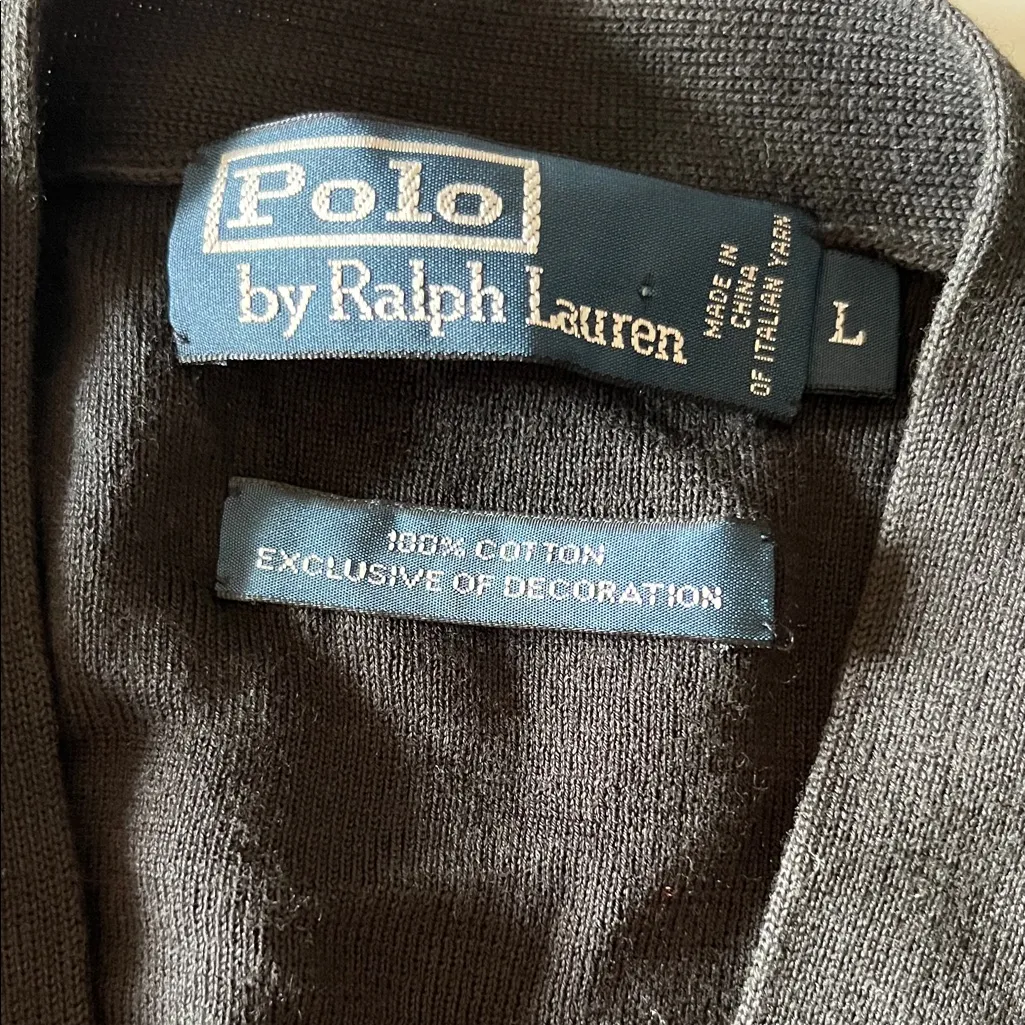 Polo
by Ralph Lauren
MADE IN
CHINA
OF ITALIAN YARN
L
100% COTTON
EXCLUSIVE OF DECORATION